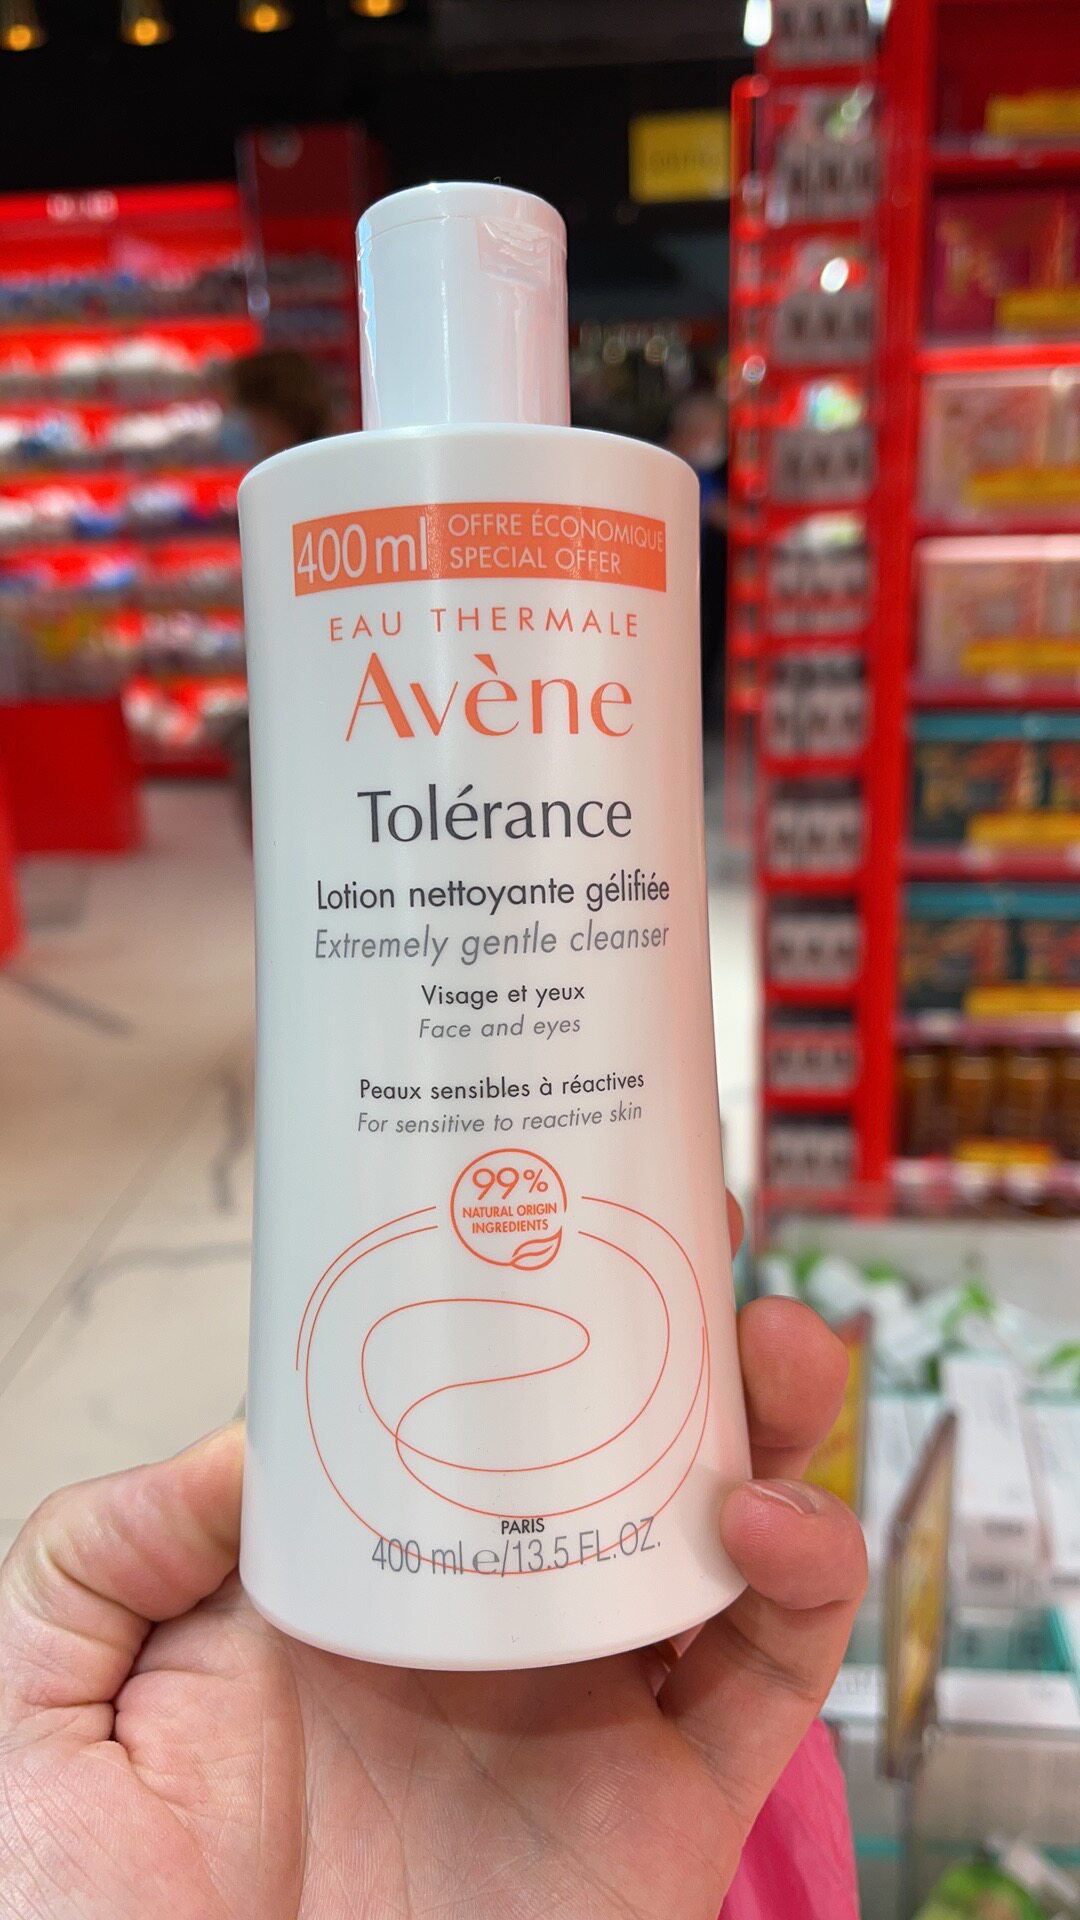 400 ml OFFRE ÉCONOMIQUE
SPECIAL OFFER
EAU THERMALE
Avène
Tolérance
Lotion nettoyante gélifiée
Extremely gentle cleanser
Visage et yeux
Face and eyes
Peaux sensibles à réactives
For sensitive to reactive skin
99%
NATURAL ORIGIN
INGREDIENTS
PARIS
400 ml e/13.5 FL.OZ.